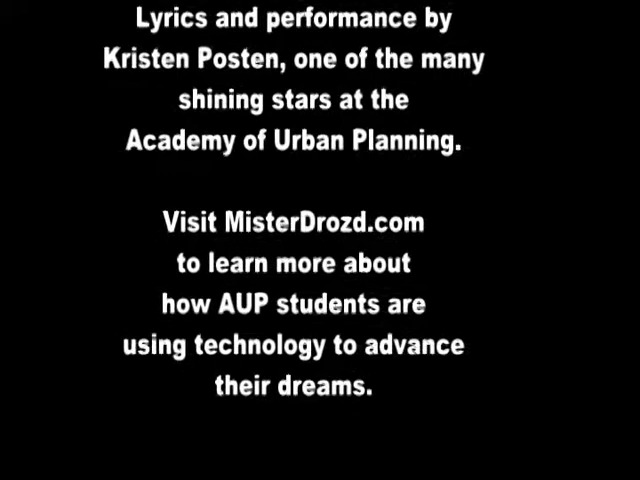 Lyrics and performance by
Kristen Posten, one of the many
shining stars at the
Academy of Urban Planning.
Visit MisterDrozd.com
to learn more about
how AUP students are
using technology to advance
their dreams.